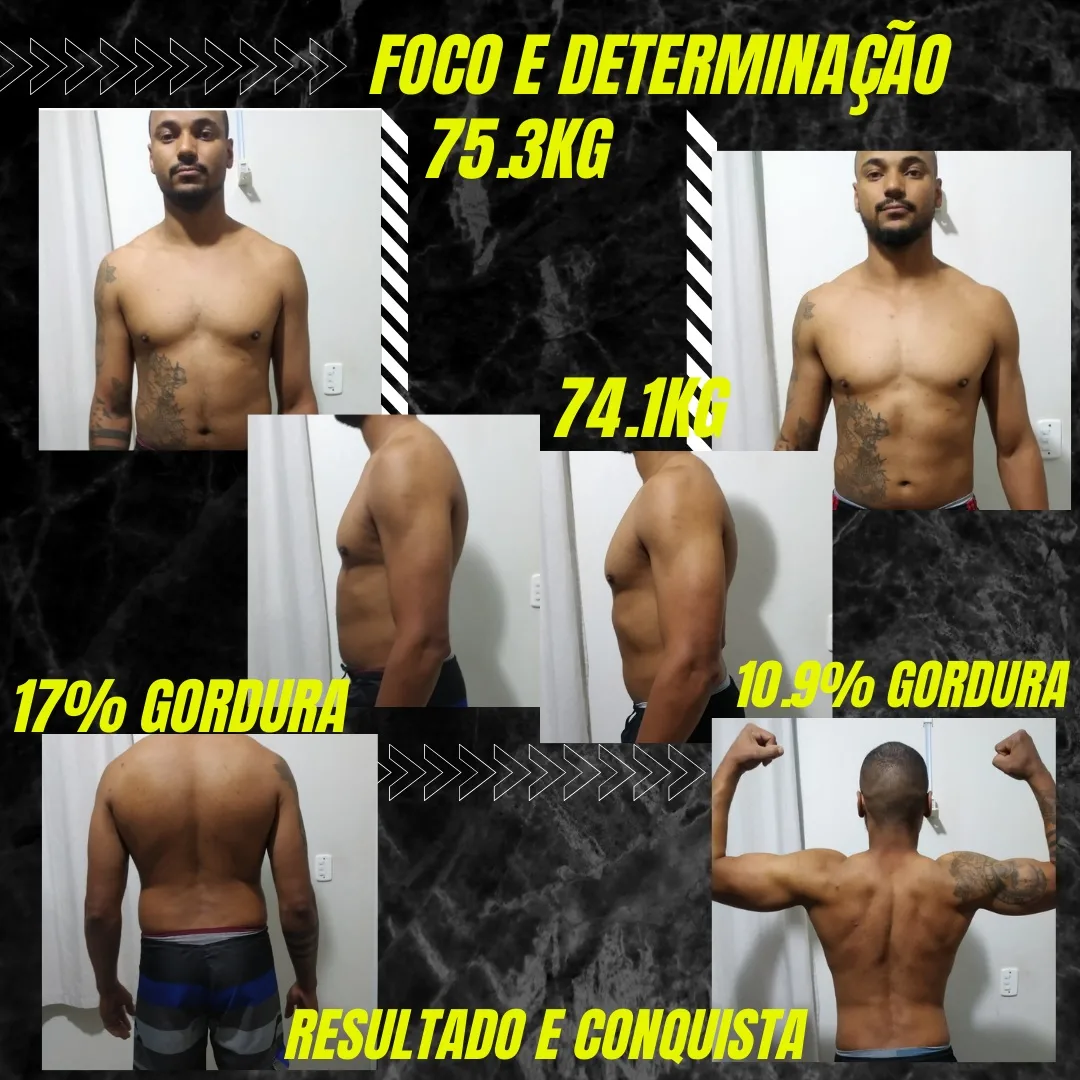 FOCO E DETERMINAÇÃO
75.3KG
74.1KG
17% GORDURA
10.9% GORDURA
RESULTADO E CONQUISTA